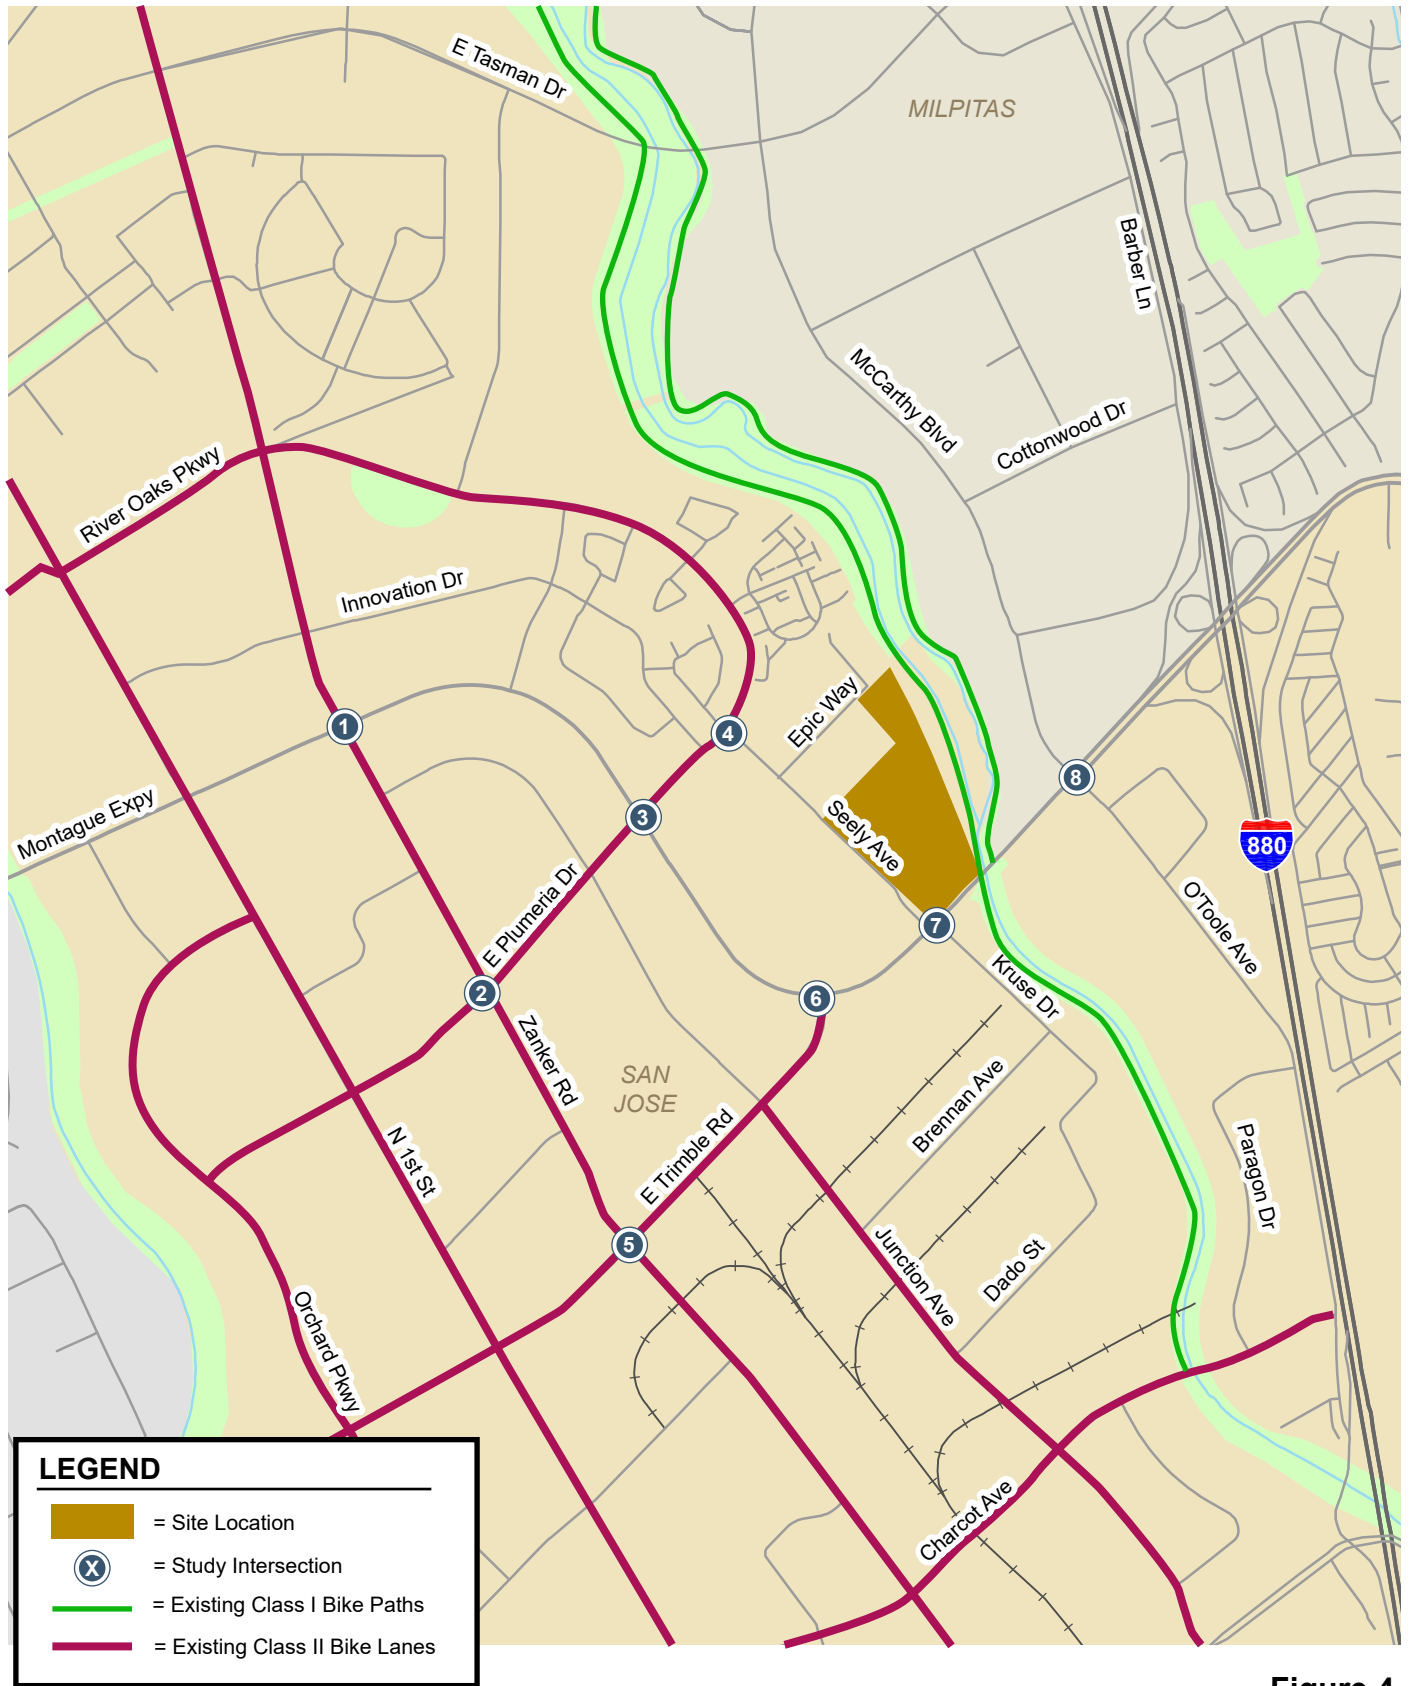 E Tasman Dr
MILPITAS
Barber Ln
McCarthy Blvd
Cottonwood Dr
River Oaks Pkwy
Innovation Dr
Epic Way
1
4
8
Montague Expy
3
Seely Ave
880
E Plumeria Dr
O'Toole Ave
7
2
6
Kruse Dr
Zanker Rd
SAN
JOSE
Brennan Ave
N 1st St
E Trimble Rd
Paragon Dr
5
Junction Ave
Dado St
Orchard Pkwy
Charcot Ave
LEGEND
= Site Location
X = Study Intersection
= Existing Class I Bike Paths
= Existing Class II Bike Lanes
Figure 4